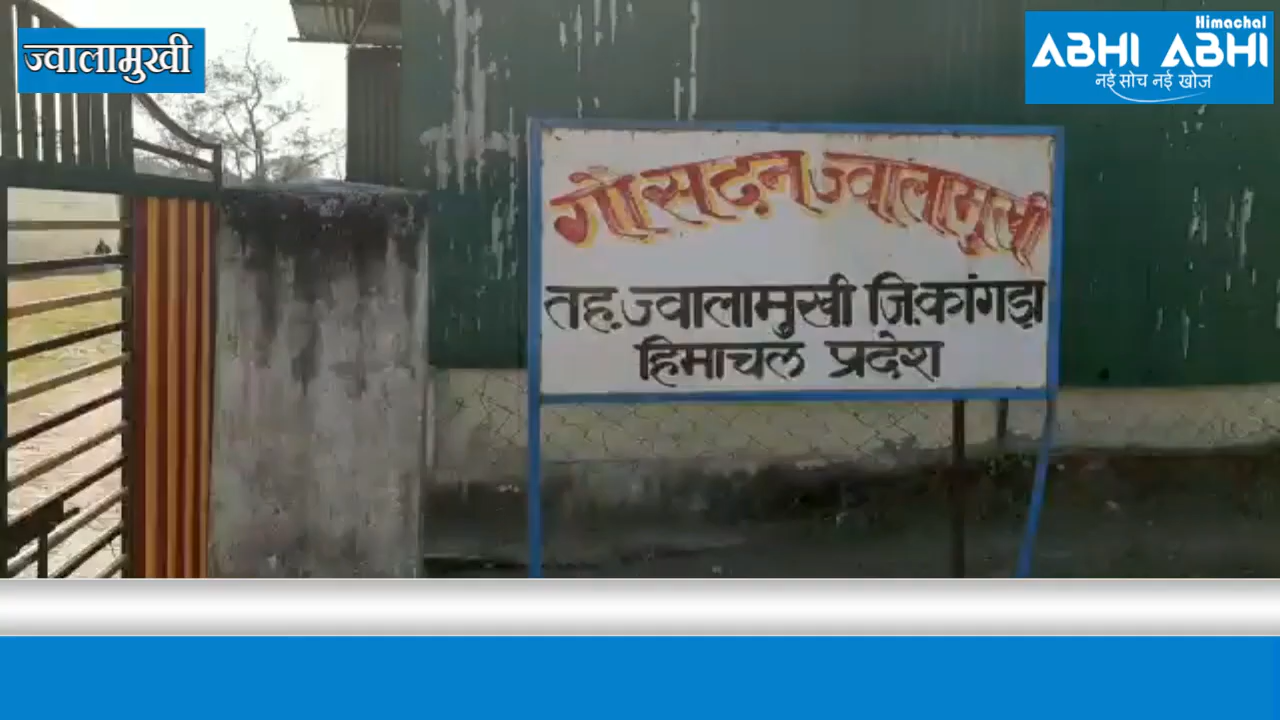 ज्वालामुखी
Himachal
ABHI ABHI
नई सोच नई खोज
गौसदन ज्वालामुखी
तह. ज्वालामुखी जि.कांगड़ा
हिमाचल प्रदेश